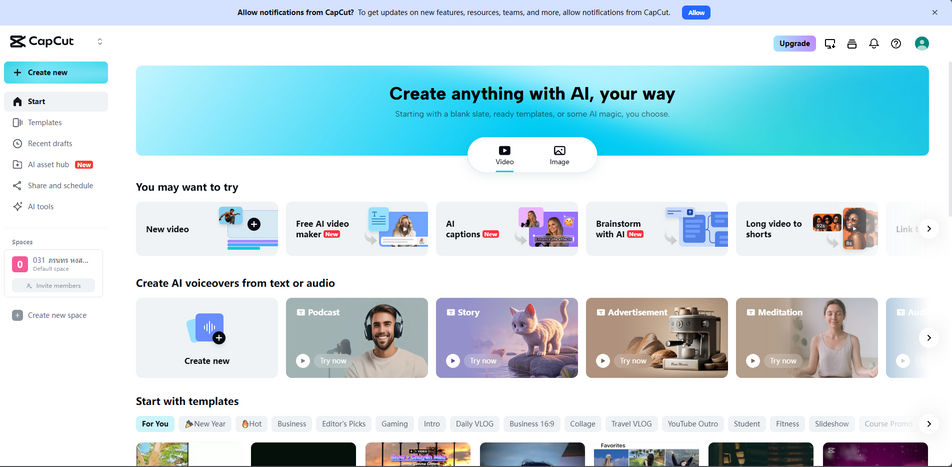 Allow notifications from CapCut? To get updates on new features, resources, teams, and more, allow notifications from CapCut. Allow
CapCut
Upgrade
Create new
Start
Templates
Recent drafts
AI asset hub New
Share and schedule
AI tools
Spaces
0
Default space
Invite members
Create new space
Create anything with AI, your way
Starting with a blank slate, ready templates, or some AI magic, you choose.
Video Image
You may want to try
New video
Free AI video
maker New
AI
captions New
Brainstorm
with AI New
Long video to
shorts
Link t
Create AI voiceovers from text or audio
Create new
Podcast
Try now
Story
Try now
Advertisement
Try now
Meditation
Try now
Start with templates
For You New Year Hot Business Editor's Picks Gaming Intro Daily VLOG Business 16:9 Collage Travel VLOG YouTube Outro Student Fitness Slideshow Course Promo
Favorites